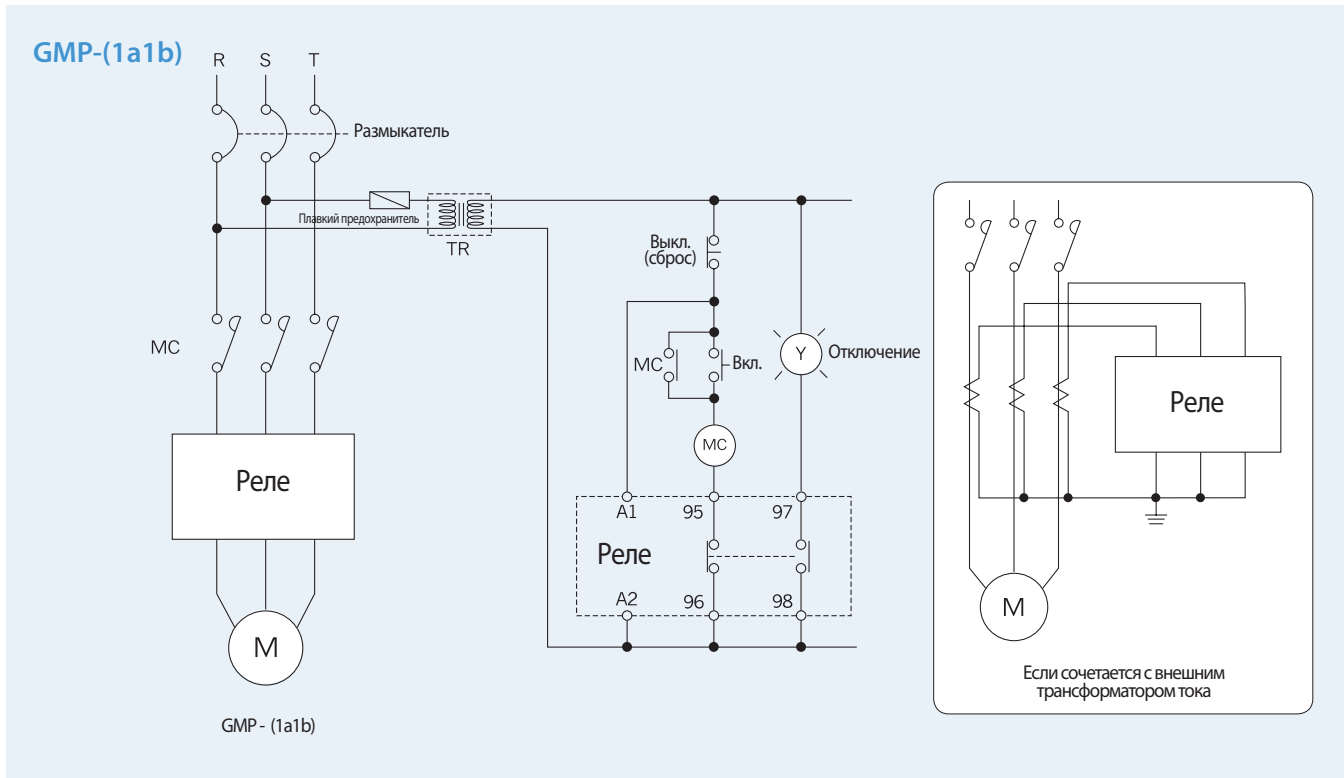 GMP-(1a1b)
R S T
Размыкатель
Плавкий предохранитель
TR
Выкл.
(сброс)
MC
MC
Вкл.
Y
Отключение
MC
Реле
A1 95 97
Реле
A2 96 98
M
GMP - (1a1b)
Реле
M
Если сочетается с внешним
трансформатором тока